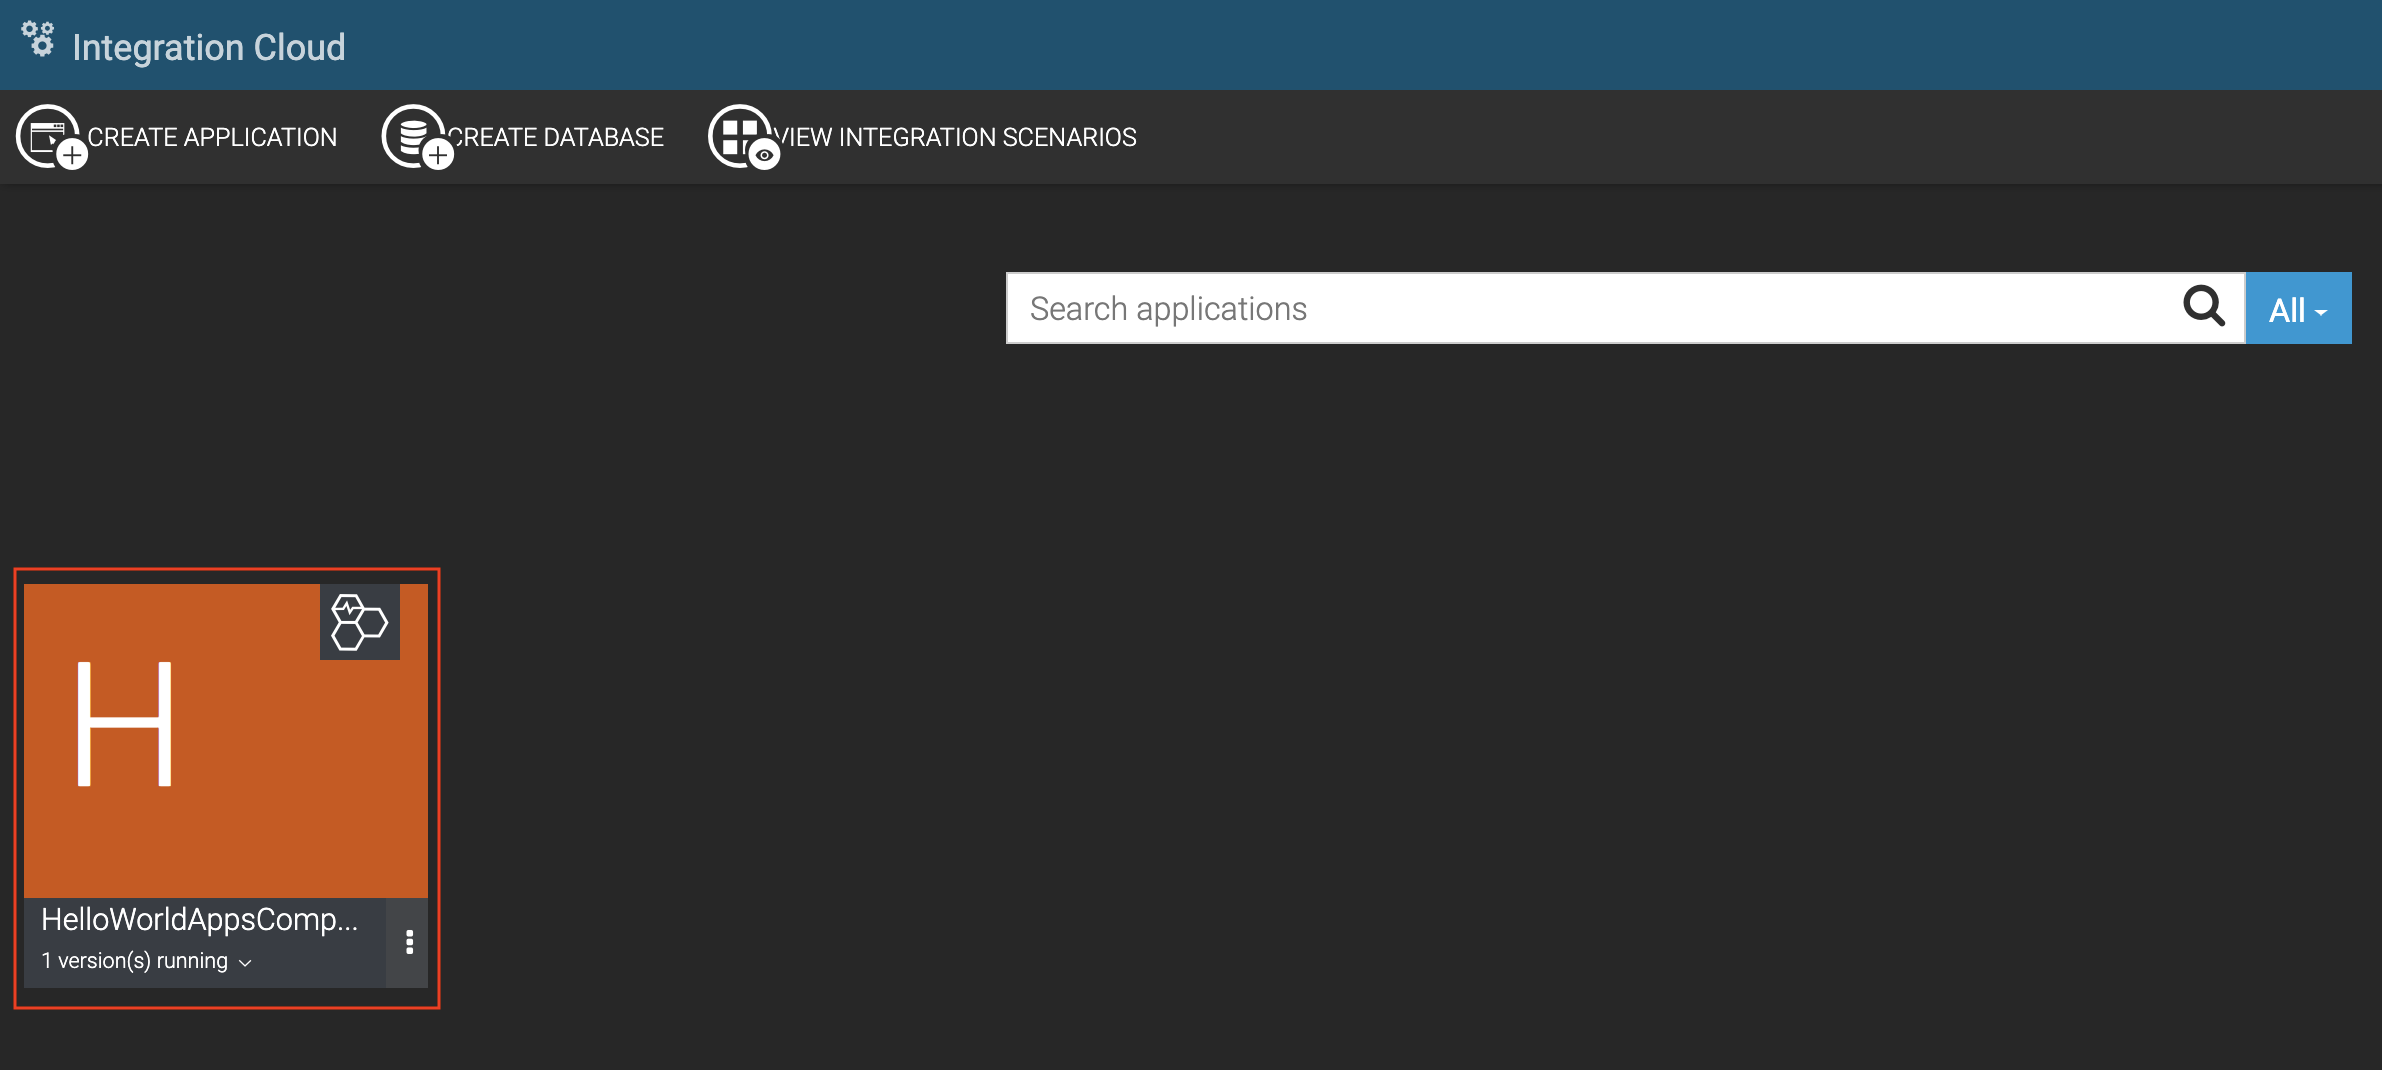 Integration Cloud
CREATE APPLICATION
CREATE DATABASE
VIEW INTEGRATION SCENARIOS
Search applications
All
H
HelloWorldAppsComp...
1 version(s) running